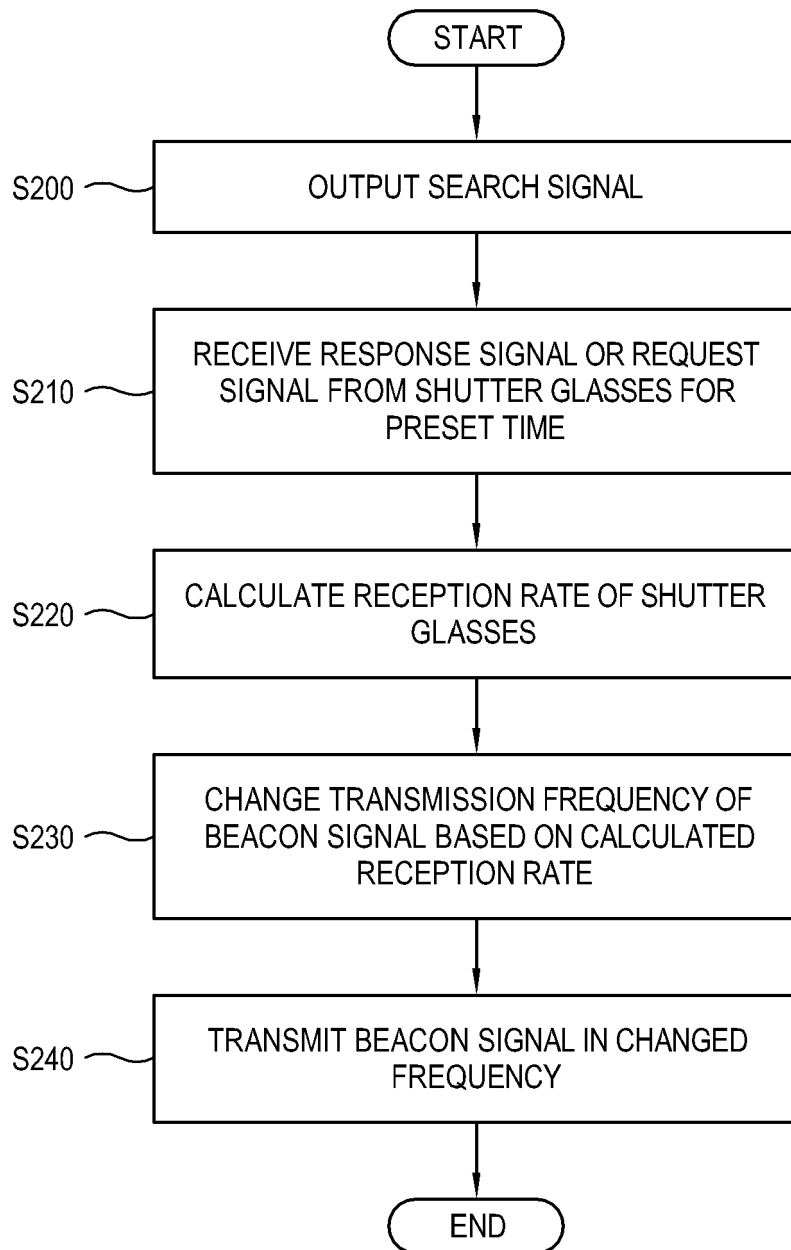 START
S200
OUTPUT SEARCH SIGNAL
S210
RECEIVE RESPONSE SIGNAL OR REQUEST
SIGNAL FROM SHUTTER GLASSES FOR
PRESET TIME
S220
CALCULATE RECEPTION RATE OF SHUTTER
GLASSES
S230
CHANGE TRANSMISSION FREQUENCY OF
BEACON SIGNAL BASED ON CALCULATED
RECEPTION RATE
S240
TRANSMIT BEACON SIGNAL IN CHANGED
FREQUENCY
END